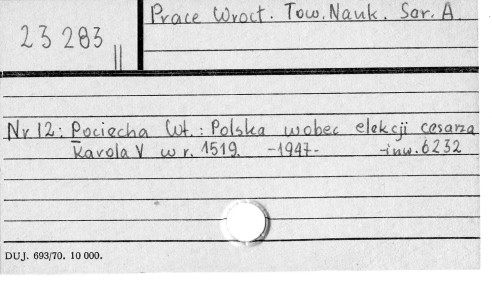 Prace Wrocł. Tow. Nauk. Ser. A.
23 283 ||
Nr 12: Pociecha Wł.: Polska wobec elekcji cesarza
Karola V w r. 1519. -1947- -inw. 6232
DUJ. 693/70. 10 000.